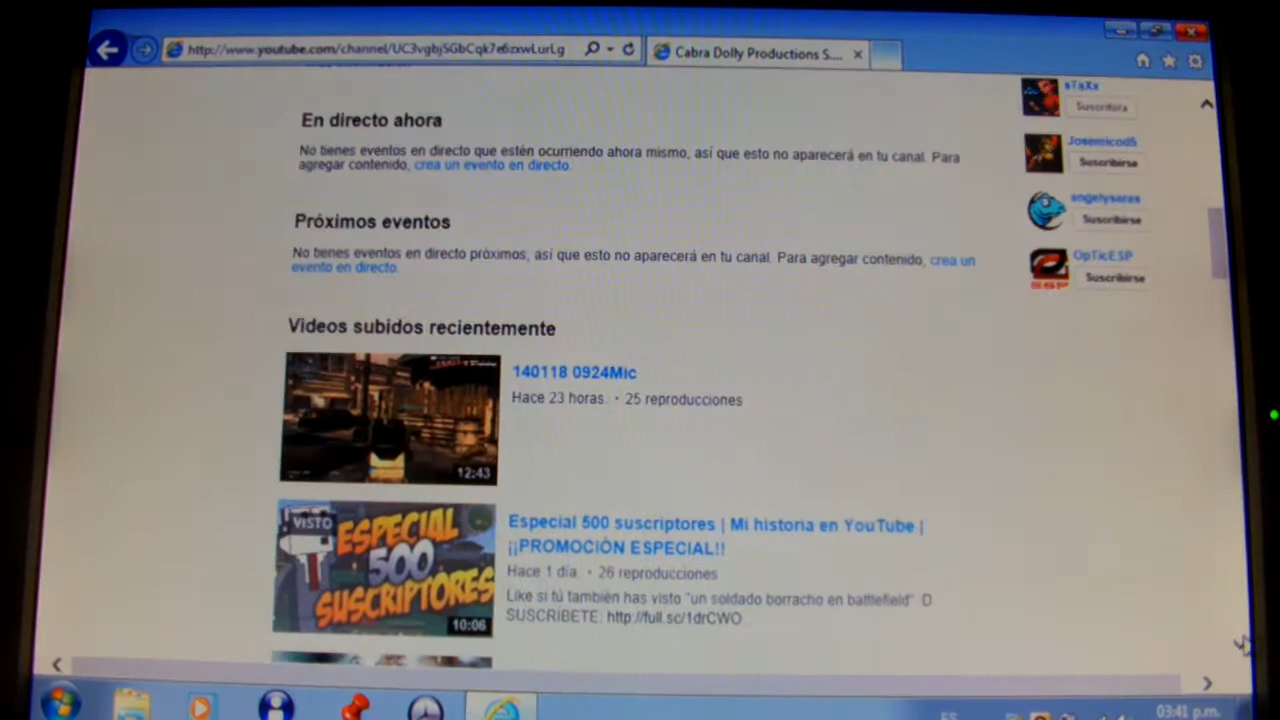 http://www.youtube.com/channel/UC3vgbjSGbCqk7e6zxwLurLg
Cabra Dolly Productions S....
sTaXx
Suscritora
En directo ahora
No tienes eventos en directo que estén ocurriendo ahora mismo, así que esto no aparecerá en tu canal. Para
agregar contenido, crea un evento en directo.
Josemicod5
Suscribirse
angelysaras
Suscribirse
Próximos eventos
No tienes eventos en directo próximos, así que esto no aparecerá en tu canal. Para agregar contenido, crea un
evento en directo.
OpTicESP
Suscribirse
ESP
Videos subidos recientemente
140118 0924Mic
Hace 23 horas. • 25 reproducciones
12:43
VISTO
ESPECIAL
500
SUSCRIPTORES
10:06
Especial 500 suscriptores | Mi historia en YouTube |
¡¡PROMOCIÓN ESPECIAL!!
Hace 1 día. • 26 reproducciones
Like si tú también has visto "un soldado borracho en battlefield" D
SUSCRÍBETE: http://full.sc/1drCWO
ES
03:41 p.m.